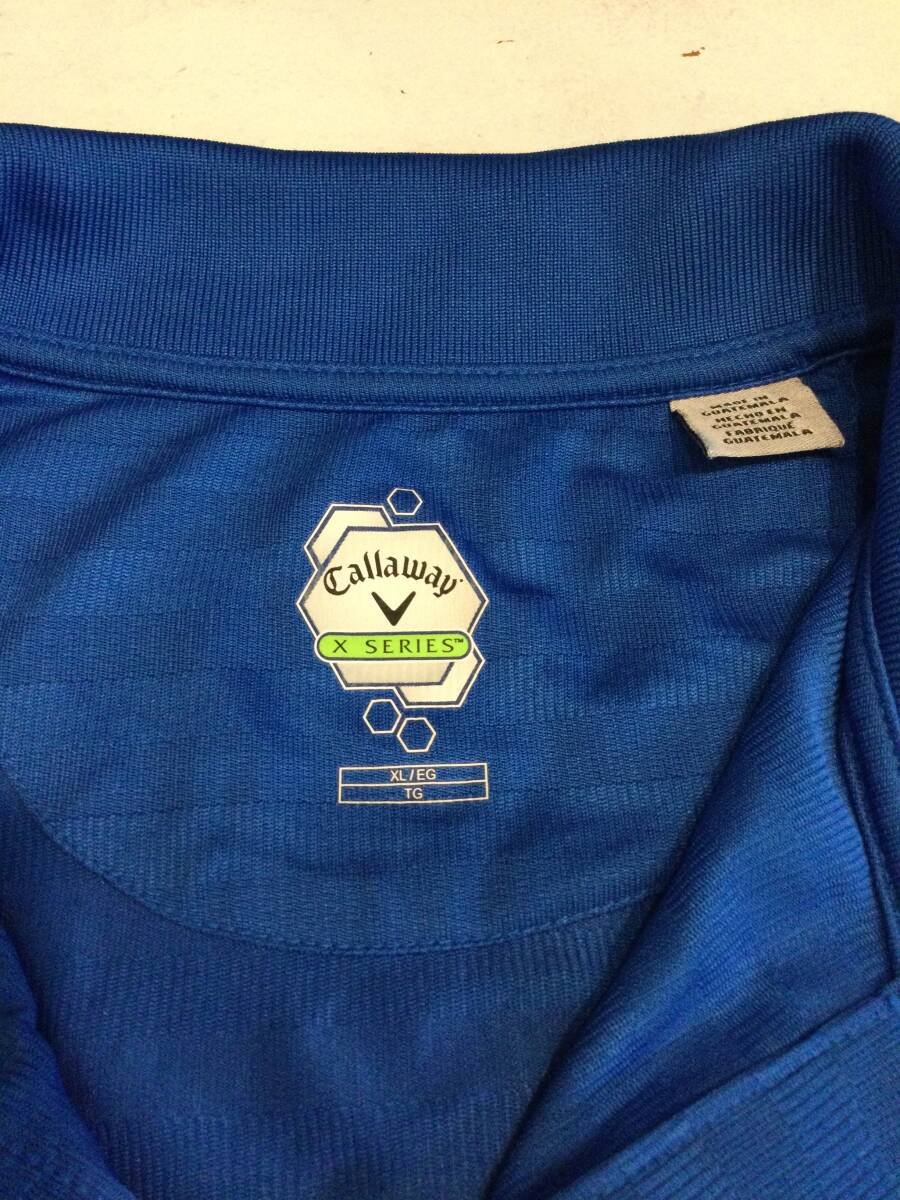 MADE IN
GUATEMALA
HECHO EN
GUATEMALA
FABRIQUÉ
GUATEMALA
Callaway
X SERIES™
XL/EG
TG